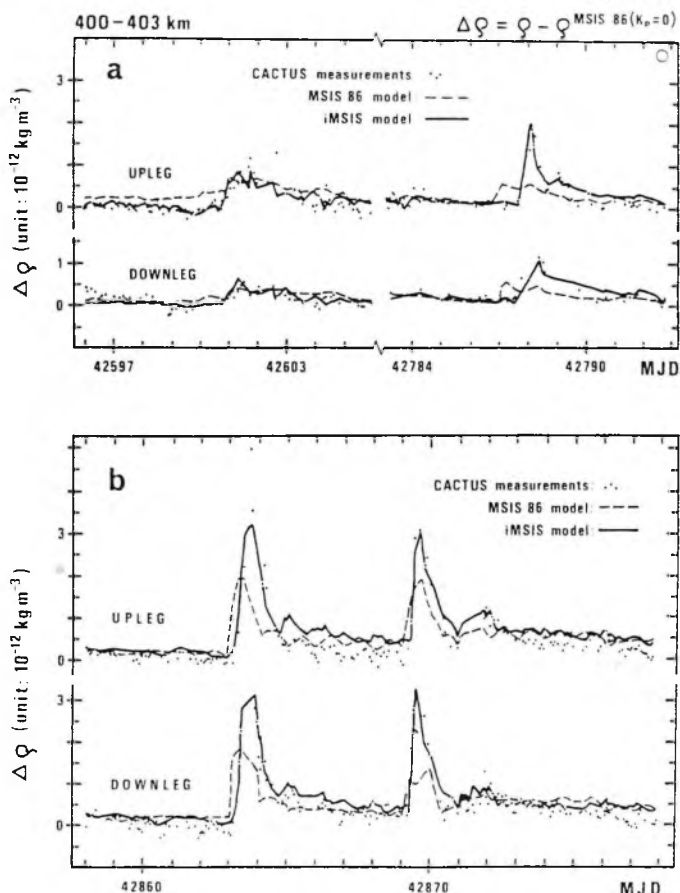 400–403 km
Δρ = ρ − ρ MSIS 86(Kp=0)
a
CACTUS measurements
MSIS 86 model
iMSIS model
3
UPLEG
0
1
DOWNLEG
0
Δρ (unit: 10⁻¹² kg m⁻³)
42597 42603 42784 42790 MJD
b
CACTUS measurements
MSIS 86 model
iMSIS model
3
UPLEG
0
3
DOWNLEG
0
Δρ (unit: 10⁻¹² kg m⁻³)
42860 42870 MJD